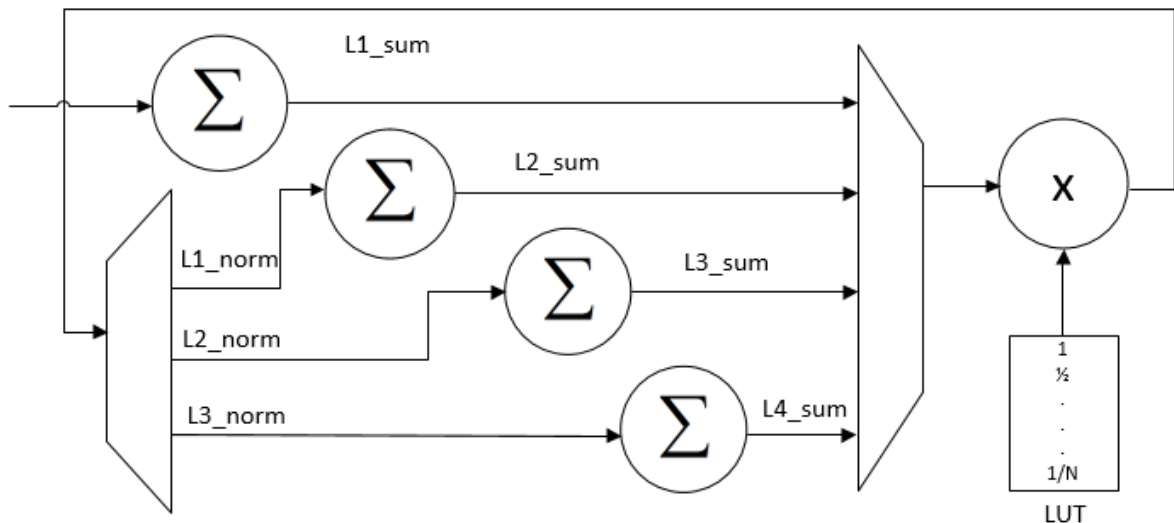 L1_sum
Σ
L2_sum
Σ
L1_norm
L3_sum
Σ
X
L2_norm
L3_norm
L4_sum
Σ
1
½
.
.
.
1/N
LUT